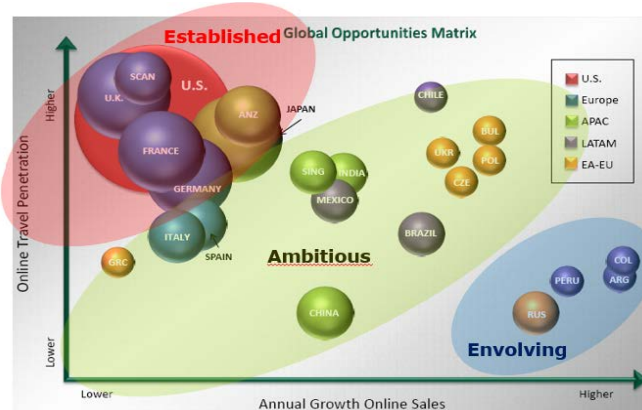 Established
Global Opportunities Matrix
Online Travel Penetration
Higher
Lower
SCAN
U.K.
U.S.
ANZ
JAPAN
FRANCE
GERMANY
ITALY
SPAIN
GRC
CHILE
BUL
UKR
POL
CZE
SING
INDIA
MEXICO
BRAZIL
Ambitious
CHINA
COL
PERU
ARG
RUS
Envolving
U.S.
Europe
APAC
LATAM
EA-EU
Lower
Higher
Annual Growth Online Sales